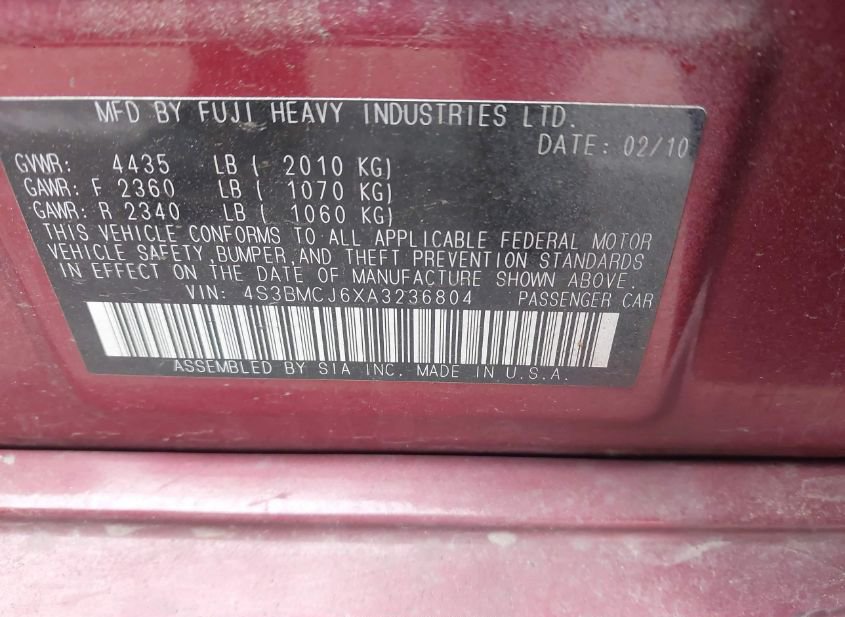 MFD BY FUJI HEAVY INDUSTRIES LTD.
DATE: 02/10
GVWR: 4435 LB ( 2010 KG)
GAWR: F 2360 LB ( 1070 KG)
GAWR: R 2340 LB ( 1060 KG)
THIS VEHICLE CONFORMS TO ALL APPLICABLE FEDERAL MOTOR
VEHICLE SAFETY, BUMPER, AND THEFT PREVENTION STANDARDS
IN EFFECT ON THE DATE OF MANUFACTURE SHOWN ABOVE.
VIN: 4S3BMCJ6XA3236804 PASSENGER CAR
ASSEMBLED BY SIA INC. MADE IN U.S.A.